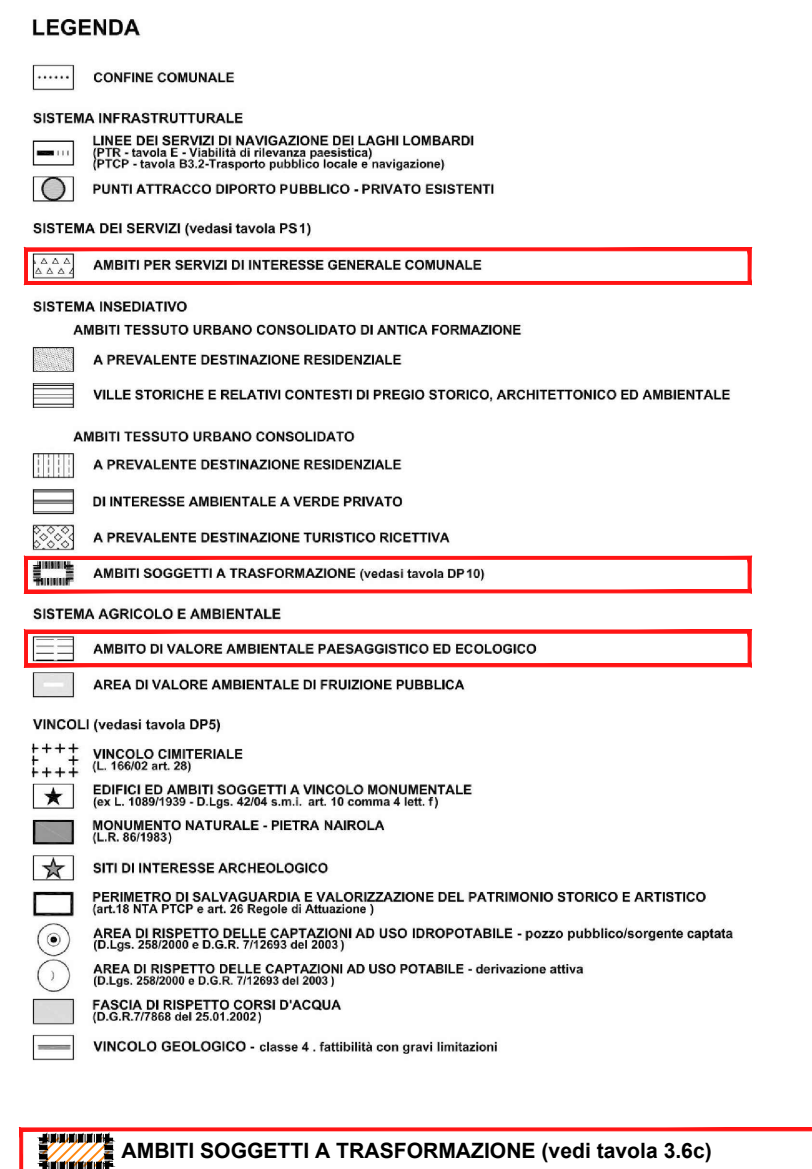 LEGENDA
CONFINE COMUNALE
SISTEMA INFRASTRUTTURALE
LINEE DEI SERVIZI DI NAVIGAZIONE DEI LAGHI LOMBARDI
(PTR - tavola E - Viabilità di rilevanza paesistica)
(PTCP - tavola B3.2-Trasporto pubblico locale e navigazione)
PUNTI ATTRACCO DIPORTO PUBBLICO - PRIVATO ESISTENTI
SISTEMA DEI SERVIZI (vedasi tavola PS1)
AMBITI PER SERVIZI DI INTERESSE GENERALE COMUNALE
SISTEMA INSEDIATIVO
AMBITI TESSUTO URBANO CONSOLIDATO DI ANTICA FORMAZIONE
A PREVALENTE DESTINAZIONE RESIDENZIALE
VILLE STORICHE E RELATIVI CONTESTI DI PREGIO STORICO, ARCHITETTONICO ED AMBIENTALE
AMBITI TESSUTO URBANO CONSOLIDATO
A PREVALENTE DESTINAZIONE RESIDENZIALE
DI INTERESSE AMBIENTALE A VERDE PRIVATO
A PREVALENTE DESTINAZIONE TURISTICO RICETTIVA
AMBITI SOGGETTI A TRASFORMAZIONE (vedasi tavola DP10)
SISTEMA AGRICOLO E AMBIENTALE
AMBITO DI VALORE AMBIENTALE PAESAGGISTICO ED ECOLOGICO
AREA DI VALORE AMBIENTALE DI FRUIZIONE PUBBLICA
VINCOLI (vedasi tavola DP5)
VINCOLO CIMITERIALE
(L. 166/02 art. 28)
EDIFICI ED AMBITI SOGGETTI A VINCOLO MONUMENTALE
(ex L. 1089/1939 - D.Lgs. 42/04 s.m.i. art. 10 comma 4 lett. f)
MONUMENTO NATURALE - PIETRA NAIROLA
(L.R. 86/1983)
SITI DI INTERESSE ARCHEOLOGICO
PERIMETRO DI SALVAGUARDIA E VALORIZZAZIONE DEL PATRIMONIO STORICO E ARTISTICO
(art.18 NTA PTCP e art. 26 Regole di Attuazione )
AREA DI RISPETTO DELLE CAPTAZIONI AD USO IDROPOTABILE - pozzo pubblico/sorgente captata
(D.Lgs. 258/2000 e D.G.R. 7/12693 del 2003)
AREA DI RISPETTO DELLE CAPTAZIONI AD USO POTABILE - derivazione attiva
(D.Lgs. 258/2000 e D.G.R. 7/12693 del 2003)
FASCIA DI RISPETTO CORSI D'ACQUA
(D.G.R.7/7868 del 25.01.2002)
VINCOLO GEOLOGICO - classe 4 . fattibilità con gravi limitazioni
AMBITI SOGGETTI A TRASFORMAZIONE (vedi tavola 3.6c)